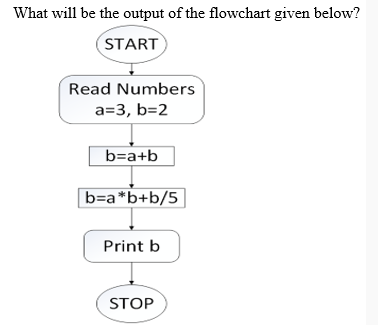 What will be the output of the flowchart given below?
START
Read Numbers
a=3, b=2
b=a+b
b=a*b+b/5
Print b
STOP